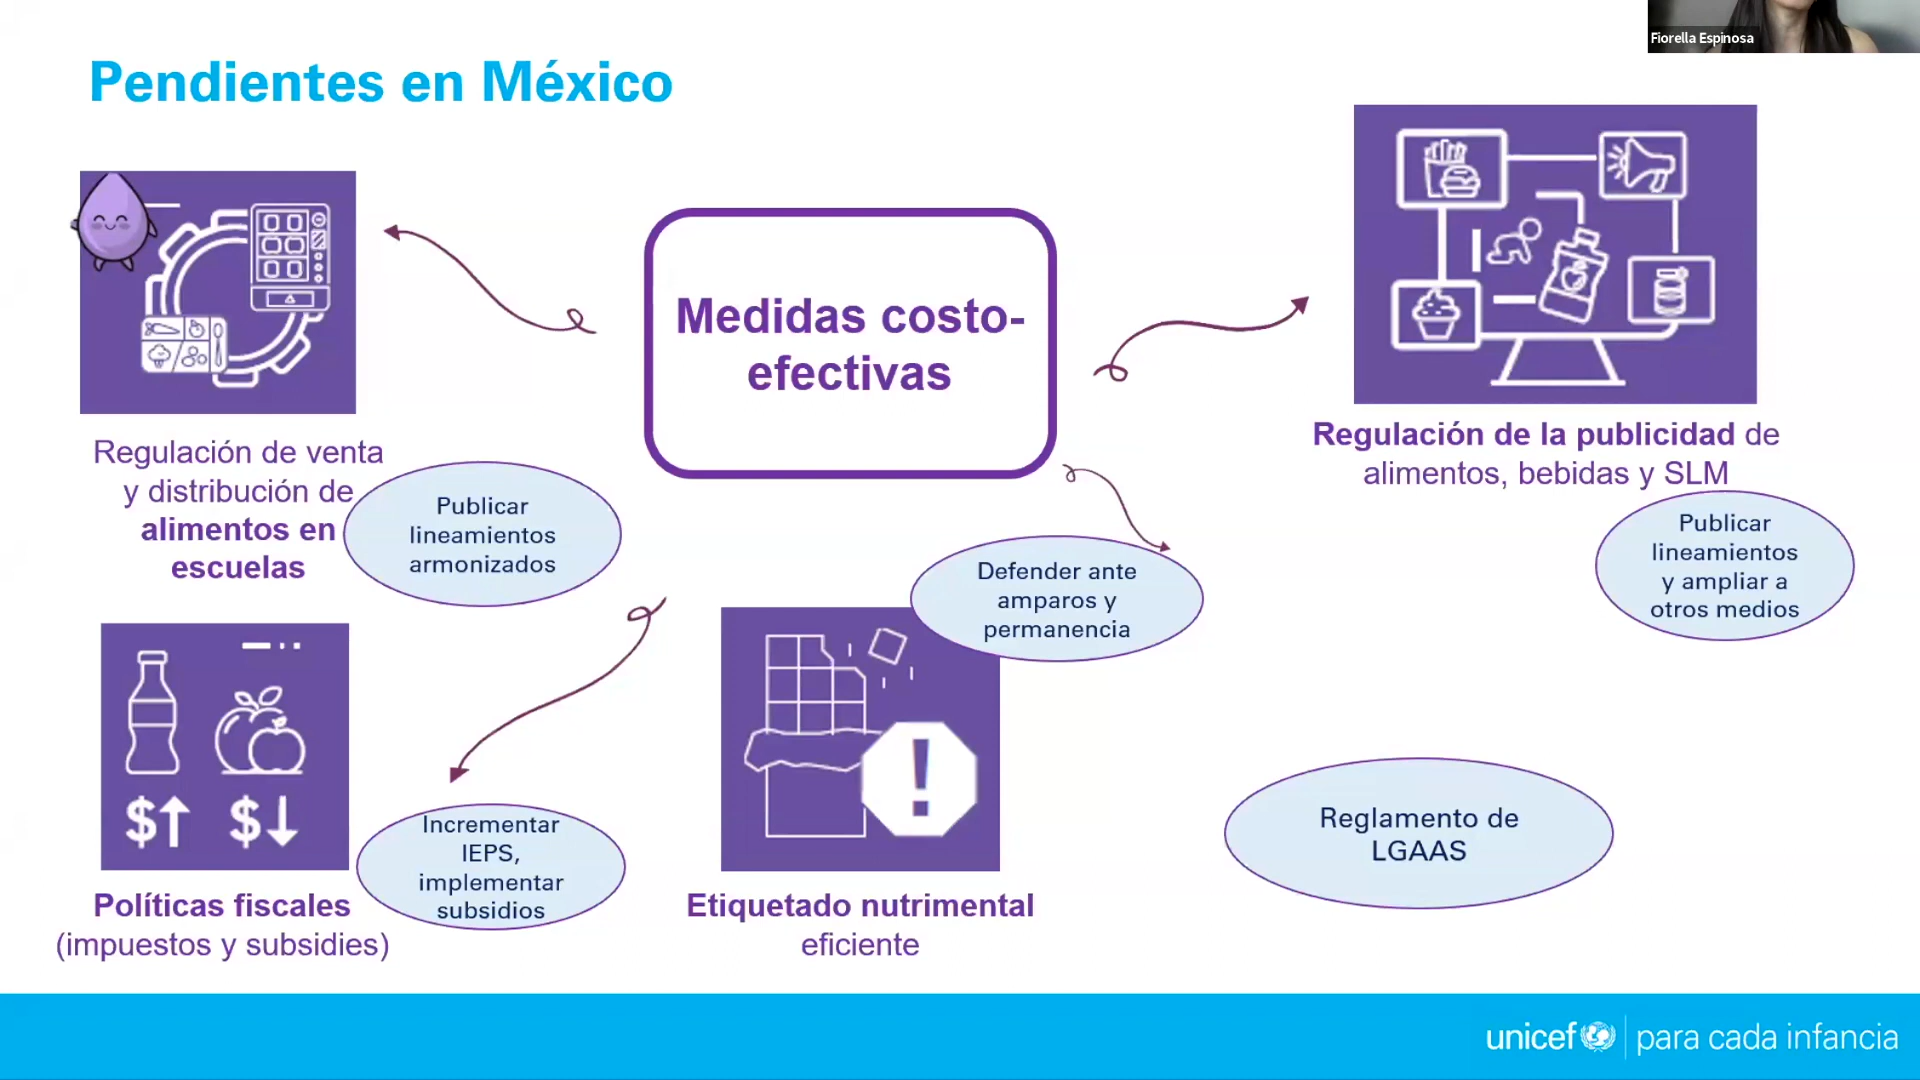 Fiorella Espinosa
Pendientes en México
Medidas costo-
efectivas
Regulación de venta
y distribución de
alimentos en
escuelas
Publicar
lineamientos
armonizados
Regulación de la publicidad de
alimentos, bebidas y SLM
Publicar
lineamientos
y ampliar a
otros medios
Defender ante
amparos y
permanencia
$ $
Políticas fiscales
(impuestos y subsidies)
Incrementar
IEPS,
implementar
subsidios
!
Etiquetado nutrimental
eficiente
Reglamento de
LGAAS
unicef para cada infancia